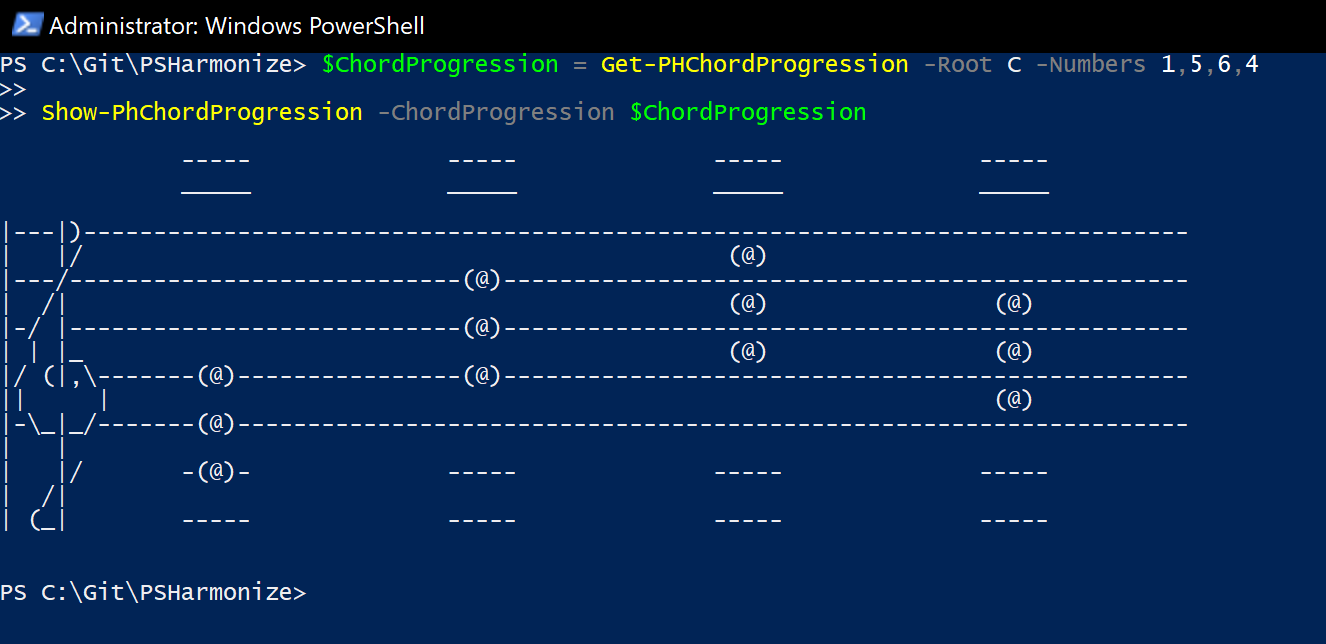 Administrator: Windows PowerShell
PS C:\Git\PSHarmonize> $ChordProgression = Get-PHChordProgression -Root C -Numbers 1,5,6,4
>>
>> Show-PhChordProgression -ChordProgression $ChordProgression

             -----              -----              -----              -----
             _____              _____              _____              _____

|---|)--------------------------------------------------------------------------------
|   |/                                               (@)
|---/----------------------------(@)--------------------------------------------------
|  /|                                                (@)                (@)
|-/ |----------------------------(@)--------------------------------------------------
| | |_                                               (@)                (@)
|/ (|,\-------(@)----------------(@)--------------------------------------------------
||     |                                                                (@)
|-\_|_/-------(@)---------------------------------------------------------------------
|   |
|   |/       -(@)-              -----              -----              -----
|  /|
| (_|        -----              -----              -----              -----

PS C:\Git\PSHarmonize>